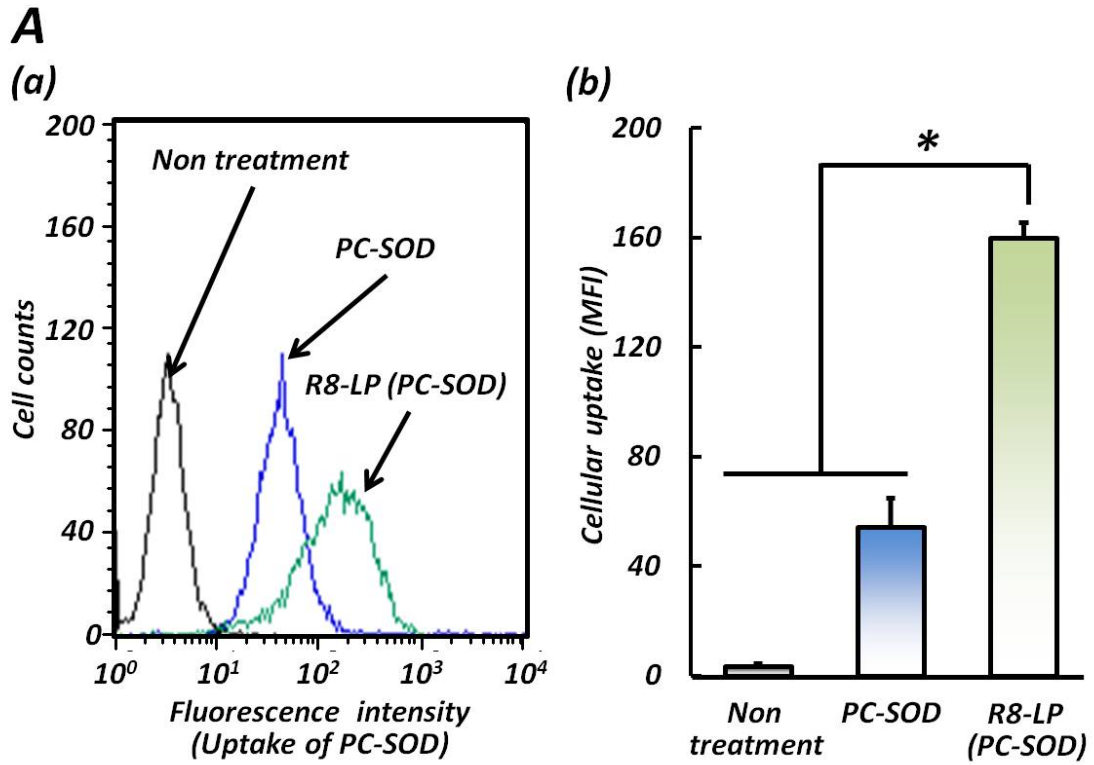 A
(a)
200
160
120
80
40
0
Cell counts
Non treatment
PC-SOD
R8-LP (PC-SOD)
10⁰ 10¹ 10² 10³ 10⁴
Fluorescence intensity
(Uptake of PC-SOD)
(b)
200
160
120
80
40
0
Cellular uptake (MFI)
*
Non
treatment
PC-SOD
R8-LP
(PC-SOD)